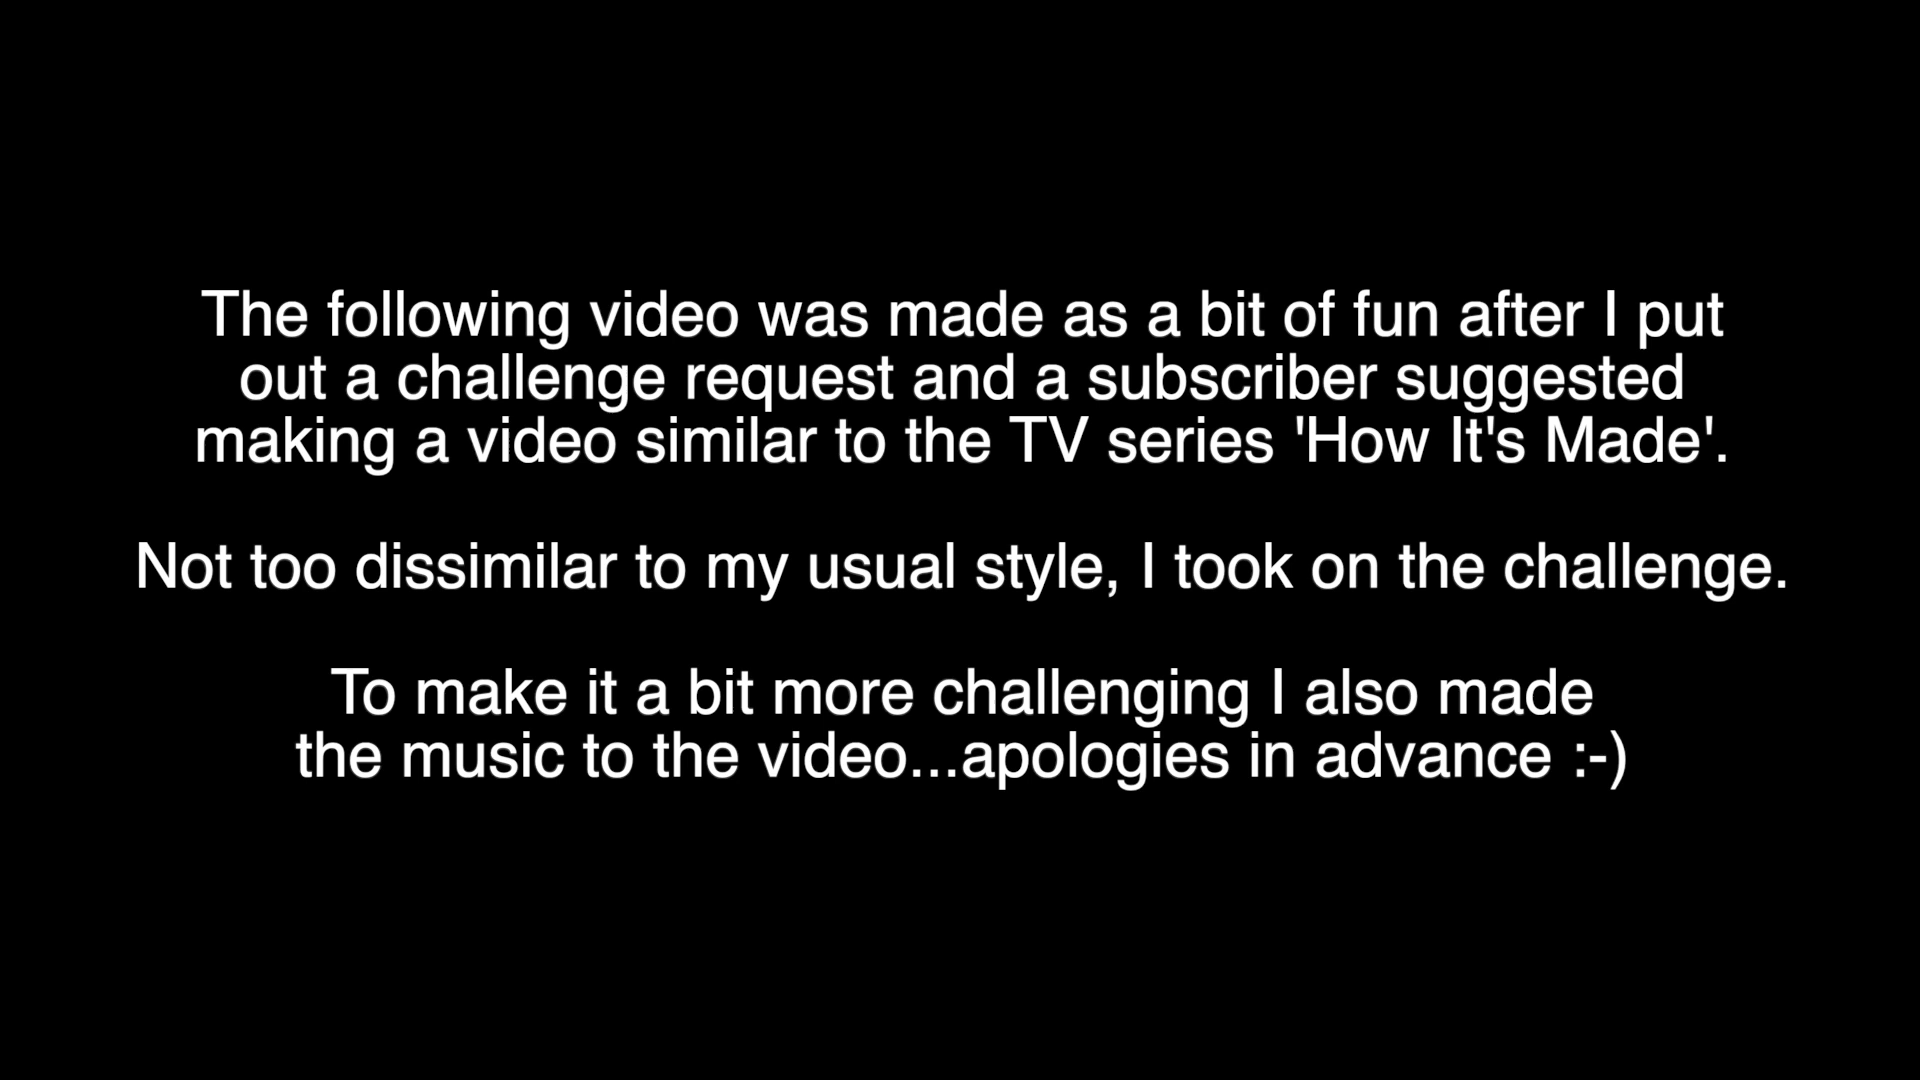 The following video was made as a bit of fun after I put
out a challenge request and a subscriber suggested
making a video similar to the TV series 'How It's Made'.
Not too dissimilar to my usual style, I took on the challenge.
To make it a bit more challenging I also made
the music to the video...apologies in advance :-)